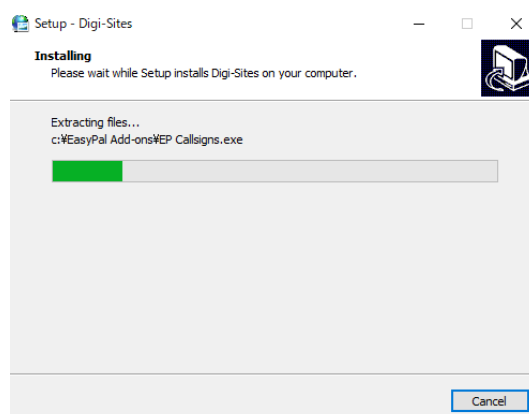 Setup - Digi-Sites
Installing
Please wait while Setup installs Digi-Sites on your computer.
Extracting files...
c:¥EasyPal Add-ons¥EP Callsigns.exe
Cancel